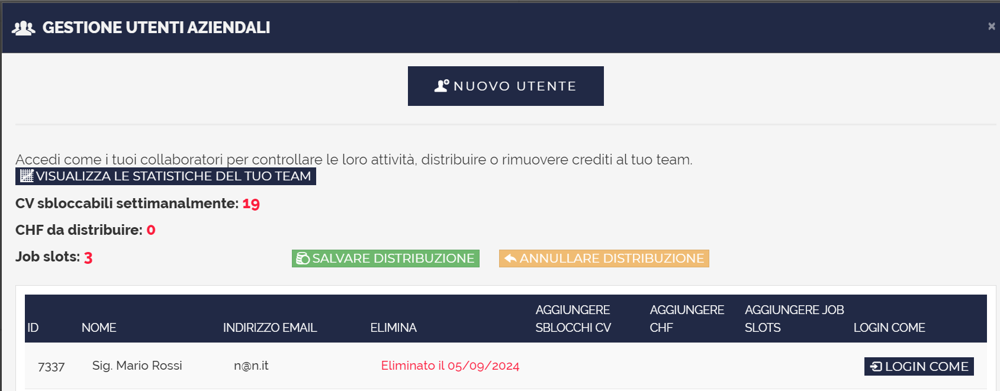 GESTIONE UTENTI AZIENDALI
×
NUOVO UTENTE
Accedi come i tuoi collaboratori per controllare le loro attività, distribuire o rimuovere crediti al tuo team.
VISUALIZZA LE STATISTICHE DEL TUO TEAM
CV sbloccabili settimanalmente: 19
CHF da distribuire: 0
Job slots: 3
SALVARE DISTRIBUZIONE
ANNULLARE DISTRIBUZIONE
ID
NOME
INDIRIZZO EMAIL
ELIMINA
AGGIUNGERE
SBLOCCHI CV
AGGIUNGERE
CHF
AGGIUNGERE JOB
SLOTS
LOGIN COME
7337
Sig. Mario Rossi
n@n.it
Eliminato il 05/09/2024
LOGIN COME